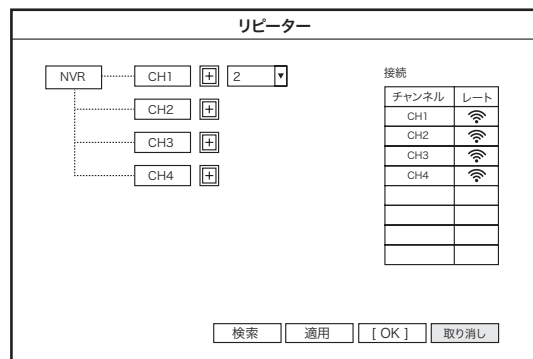 リピーター
NVR CH1 + 2 ▼
CH2 +
CH3 +
CH4 +
接続
チャンネル レート
CH1
CH2
CH3
CH4
検索 適用 [ OK ] 取り消し